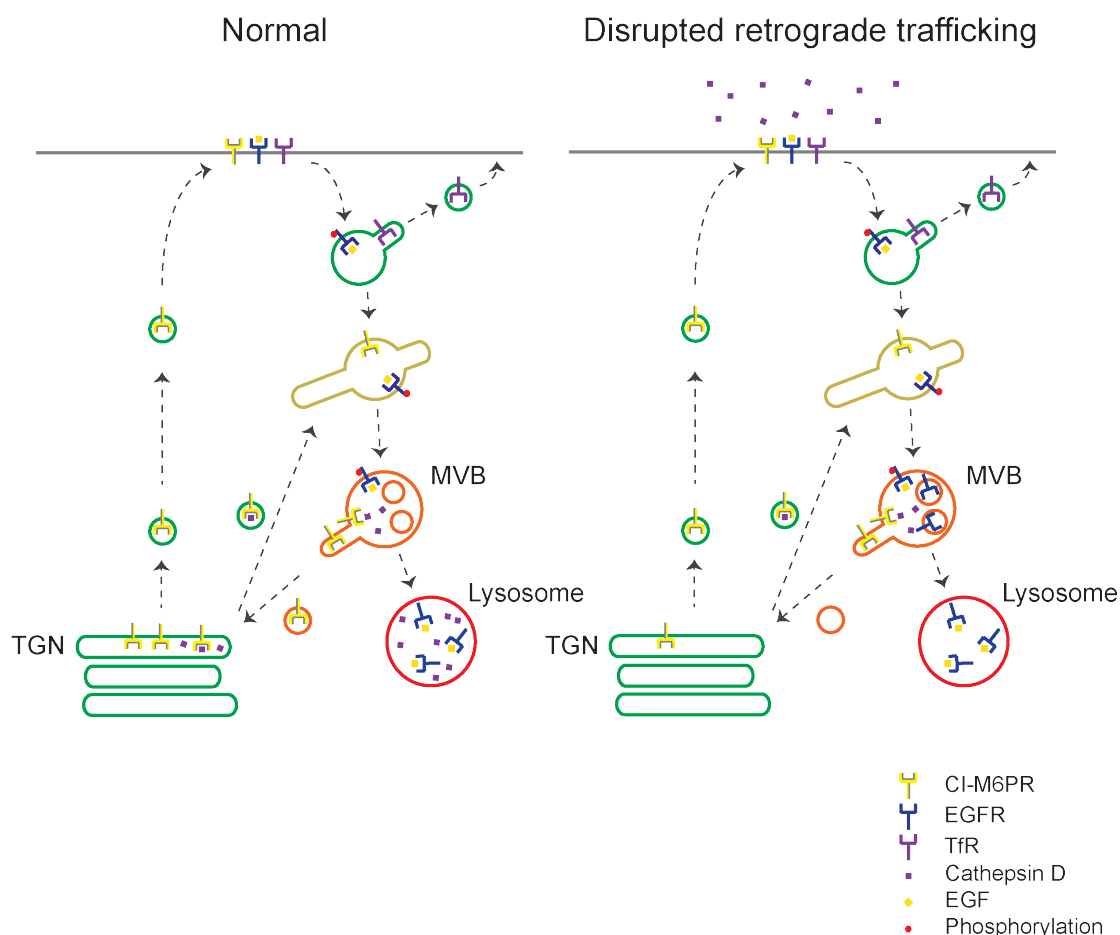 Normal
Disrupted retrograde trafficking
MVB
MVB
Lysosome
Lysosome
TGN
TGN
CI-M6PR
EGFR
TfR
Cathepsin D
EGF
Phosphorylation